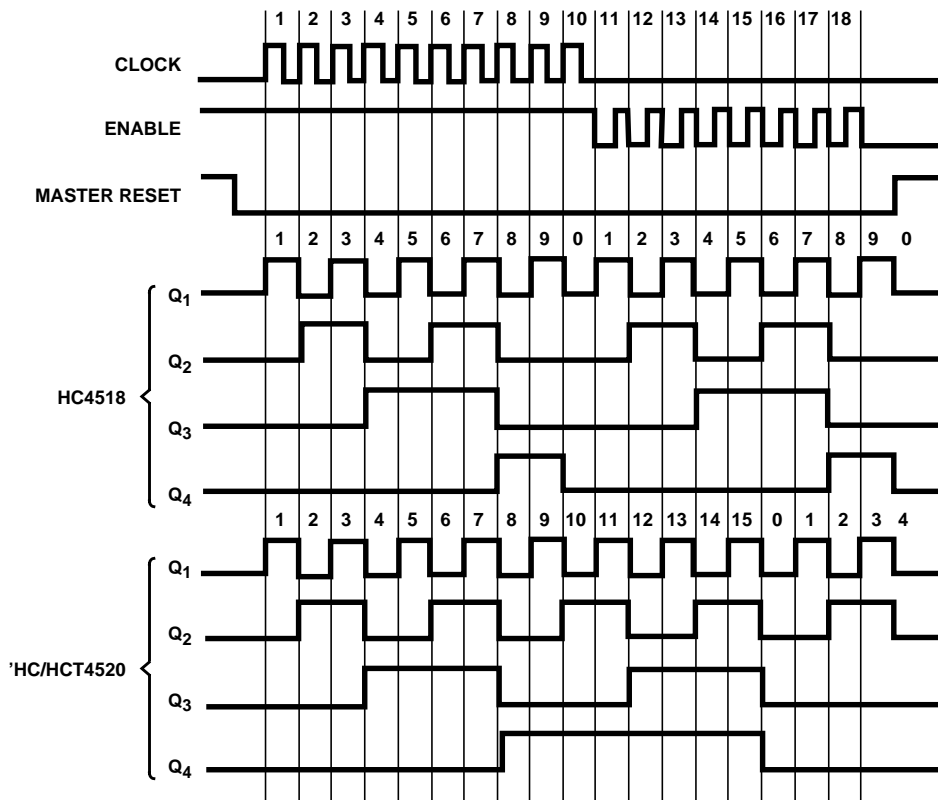 1 2 3 4 5 6 7 8 9 10 11 12 13 14 15 16 17 18
CLOCK
ENABLE
MASTER RESET
1 2 3 4 5 6 7 8 9 0 1 2 3 4 5 6 7 8 9 0
Q1
Q2
HC4518
Q3
Q4
1 2 3 4 5 6 7 8 9 10 11 12 13 14 15 0 1 2 3 4
Q1
Q2
’HC/HCT4520
Q3
Q4